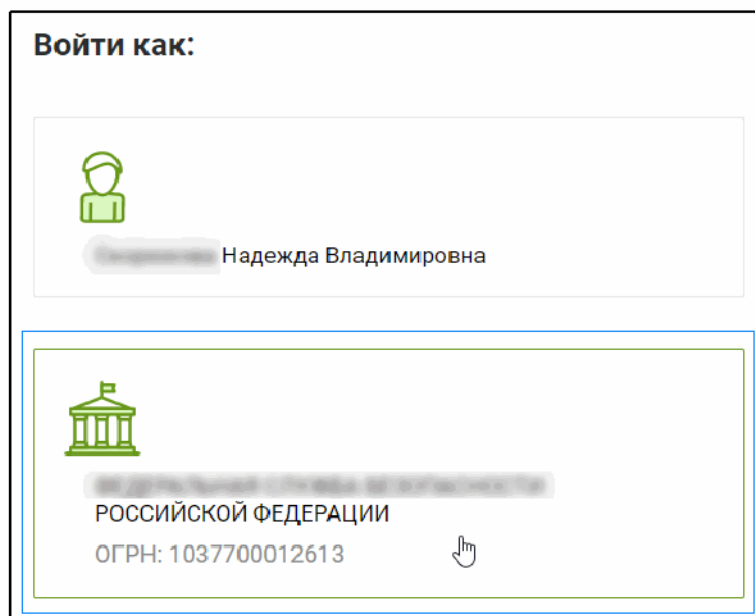 Войти как:
Надежда Владимировна
РОССИЙСКОЙ ФЕДЕРАЦИИ
ОГРН: 1037700012613